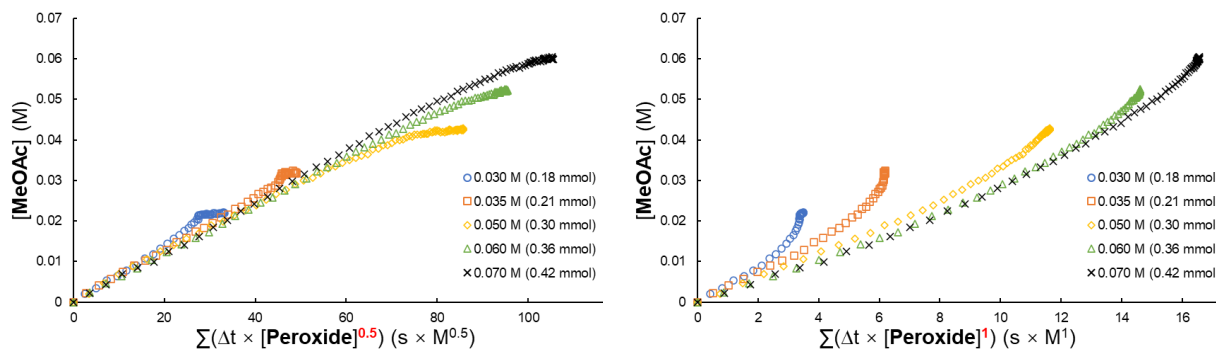 0.07
0.06
0.05
0.04
0.03
0.02
0.01
0
[MeOAc] (M)
0.030 M (0.18 mmol)
0.035 M (0.21 mmol)
0.050 M (0.30 mmol)
0.060 M (0.36 mmol)
0.070 M (0.42 mmol)
0 20 40 60 80 100
∑(Δt × [Peroxide]^0.5) (s × M^0.5)
0.07
0.06
0.05
0.04
0.03
0.02
0.01
0
[MeOAc] (M)
0.030 M (0.18 mmol)
0.035 M (0.21 mmol)
0.050 M (0.30 mmol)
0.060 M (0.36 mmol)
0.070 M (0.42 mmol)
0 2 4 6 8 10 12 14 16
∑(Δt × [Peroxide]^1) (s × M^1)